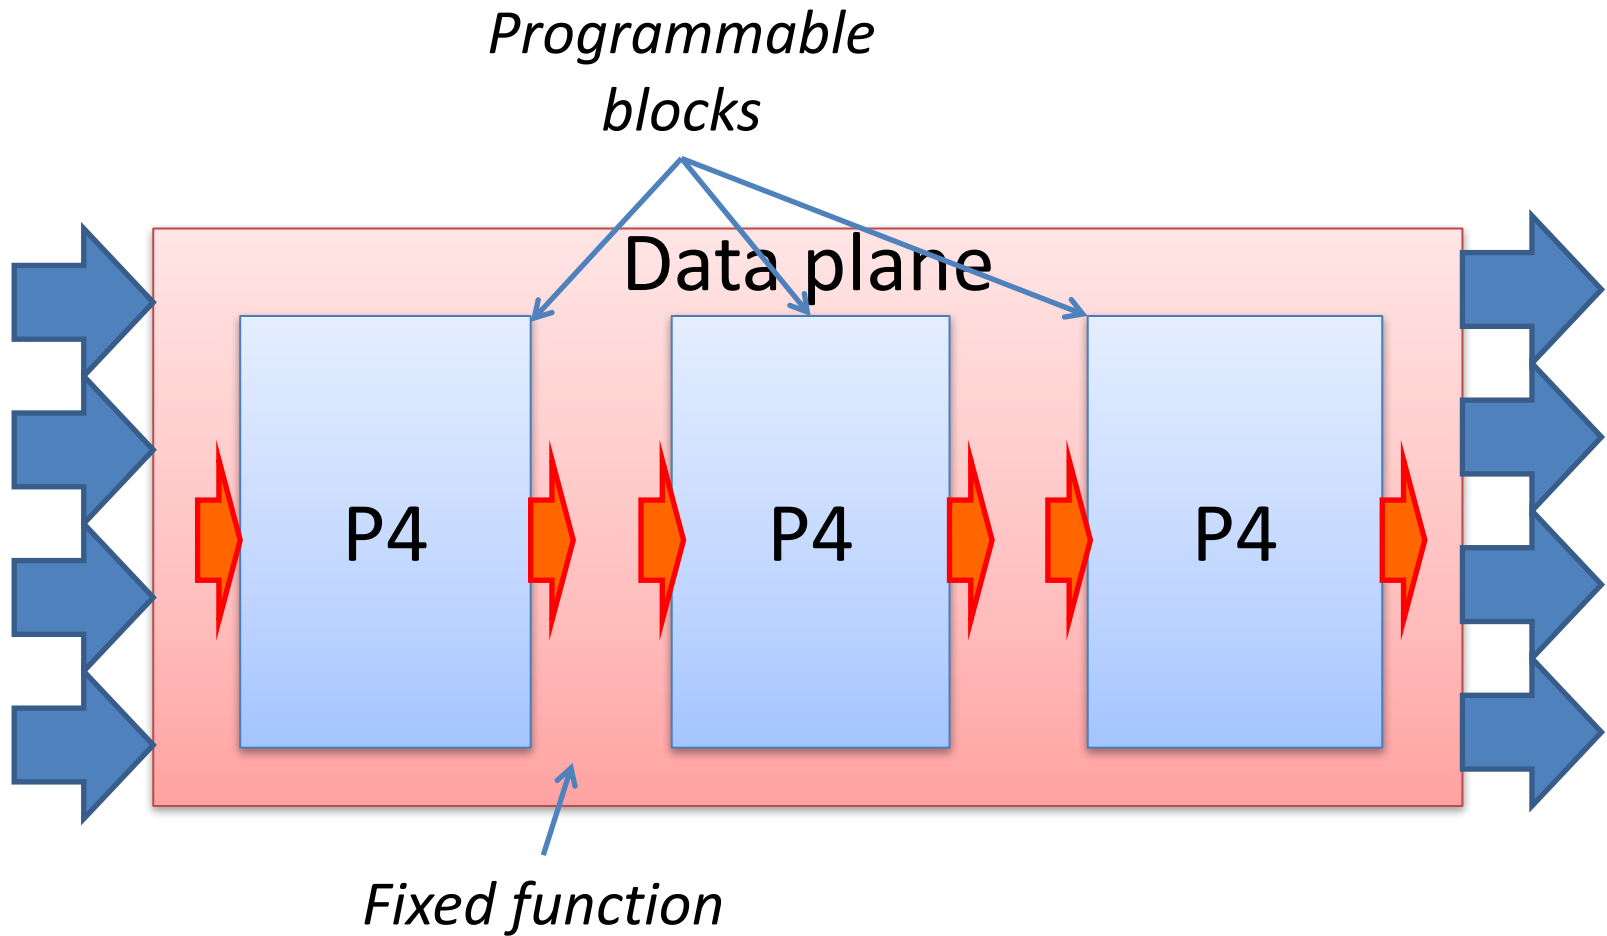 Programmable
blocks
Data plane
P4
P4
P4
Fixed function